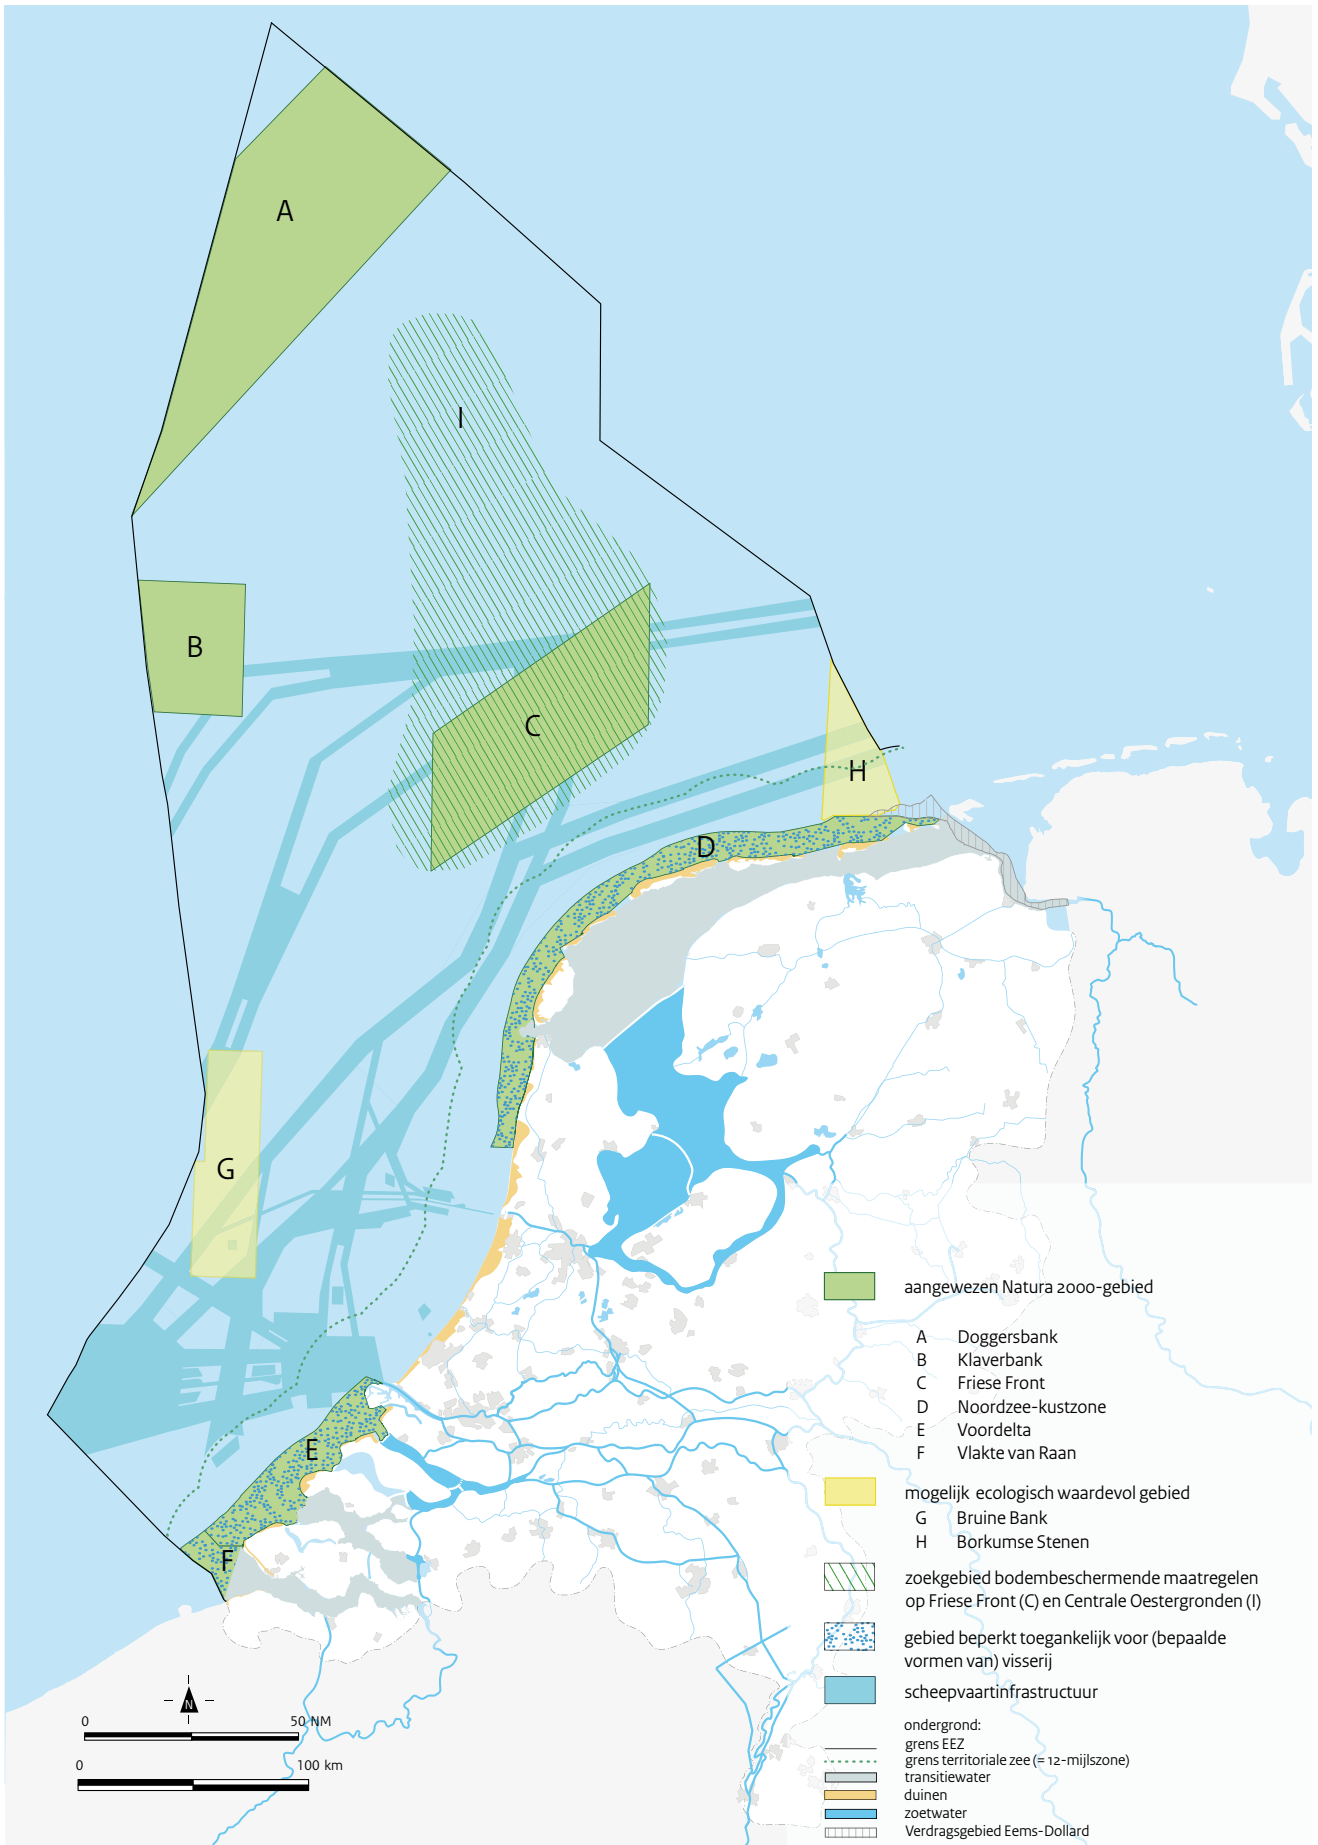 A
I
B
C
H
D
G
E
F
aangewezen Natura 2000-gebied
A Doggersbank
B Klaverbank
C Friese Front
D Noordzee-kustzone
E Voordelta
F Vlakte van Raan
mogelijk ecologisch waardevol gebied
G Bruine Bank
H Borkumse Stenen
zoekgebied bodembeschermende maatregelen
op Friese Front (C) en Centrale Oestergronden (I)
gebied beperkt toegankelijk voor (bepaalde
vormen van) visserij
scheepvaartinfrastructuur
ondergrond:
grens EEZ
grens territoriale zee (= 12-mijlszone)
transitiewater
duinen
zoetwater
Verdragsgebied Eems-Dollard
N
0 50 NM
0 100 km